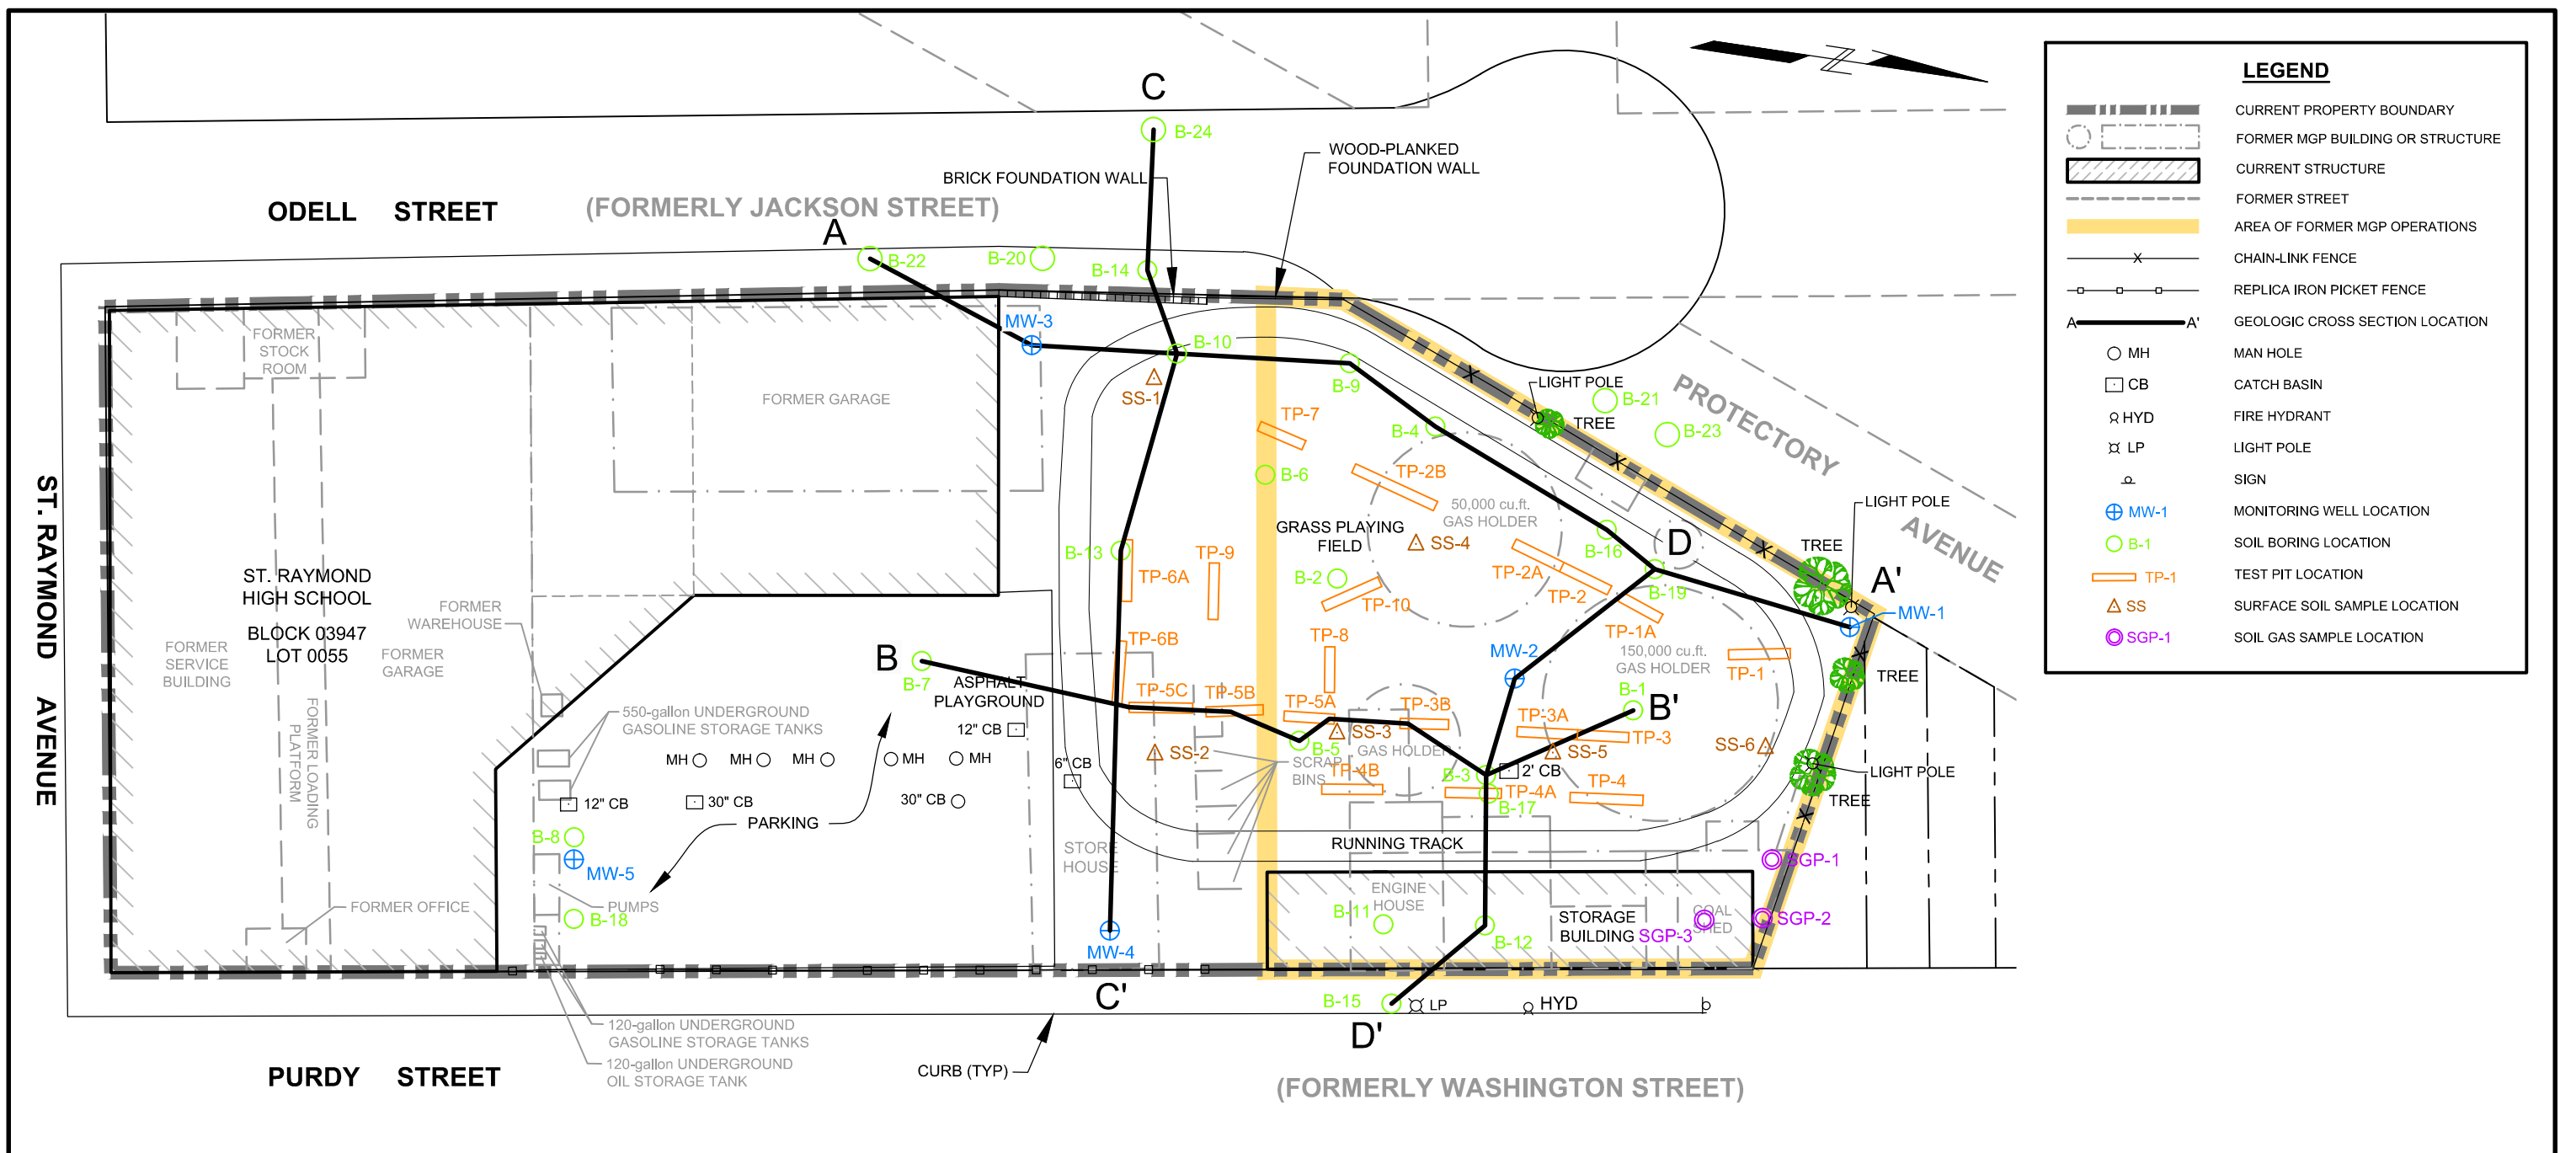 C
B-24
WOOD-PLANKED
FOUNDATION WALL
BRICK FOUNDATION WALL
ODELL STREET
(FORMERLY JACKSON STREET)
A
B-22
B-20
B-14
N
MW-3
B-10
B-9
FORMER
STOCK
ROOM
FORMER GARAGE
SS-1
TP-7
B-4
LIGHT POLE
TREE
B-21
B-23
PROTECTORY
AVENUE
B-6
TP-2B
50,000 cu.ft.
GAS HOLDER
GRASS PLAYING
FIELD
SS-4
B-16
D
LIGHT POLE
TREE
A'
MW-1
B-13
TP-9
TP-6A
B-2
TP-10
TP-2A
TP-2
B-19
TP-1A
ST. RAYMOND AVENUE
ST. RAYMOND
HIGH SCHOOL
BLOCK 03947
LOT 0055
FORMER
WAREHOUSE
FORMER
SERVICE
BUILDING
FORMER
GARAGE
FORMER LOADING
PLATFORM
TP-6B
TP-8
MW-2
150,000 cu.ft.
GAS HOLDER
TP-1
TREE
B
B-7
ASPHALT
PLAYGROUND
TP-5C
TP-5B
TP-5A
TP-3B
B-1
B'
550-gallon UNDERGROUND
GASOLINE STORAGE TANKS
12" CB
SS-3
TP-3A
TP-3
B-5
GAS HOLDER
SS-2
SS-5
SS-6
MH
MH
MH
MH
MH
6" CB
SCRAP
BINS
TP-4B
B-3
2' CB
LIGHT POLE
TREE
12" CB
30" CB
30" CB
TP-4A
B-17
TP-4
PARKING
B-8
MW-5
STORE
HOUSE
RUNNING TRACK
SGP-1
PUMPS
FORMER OFFICE
B-18
ENGINE
HOUSE
B-11
B-12
STORAGE
BUILDING
COAL
SHED
SGP-3
SGP-2
MW-4
C'
B-15
LP
HYD
D'
120-gallon UNDERGROUND
GASOLINE STORAGE TANKS
120-gallon UNDERGROUND
OIL STORAGE TANK
CURB (TYP)
PURDY STREET
(FORMERLY WASHINGTON STREET)
LEGEND
CURRENT PROPERTY BOUNDARY
FORMER MGP BUILDING OR STRUCTURE
CURRENT STRUCTURE
FORMER STREET
AREA OF FORMER MGP OPERATIONS
X CHAIN-LINK FENCE
REPLICA IRON PICKET FENCE
A A' GEOLOGIC CROSS SECTION LOCATION
MH MAN HOLE
CB CATCH BASIN
HYD FIRE HYDRANT
LP LIGHT POLE
SIGN
MW-1 MONITORING WELL LOCATION
B-1 SOIL BORING LOCATION
TP-1 TEST PIT LOCATION
SS SURFACE SOIL SAMPLE LOCATION
SGP-1 SOIL GAS SAMPLE LOCATION